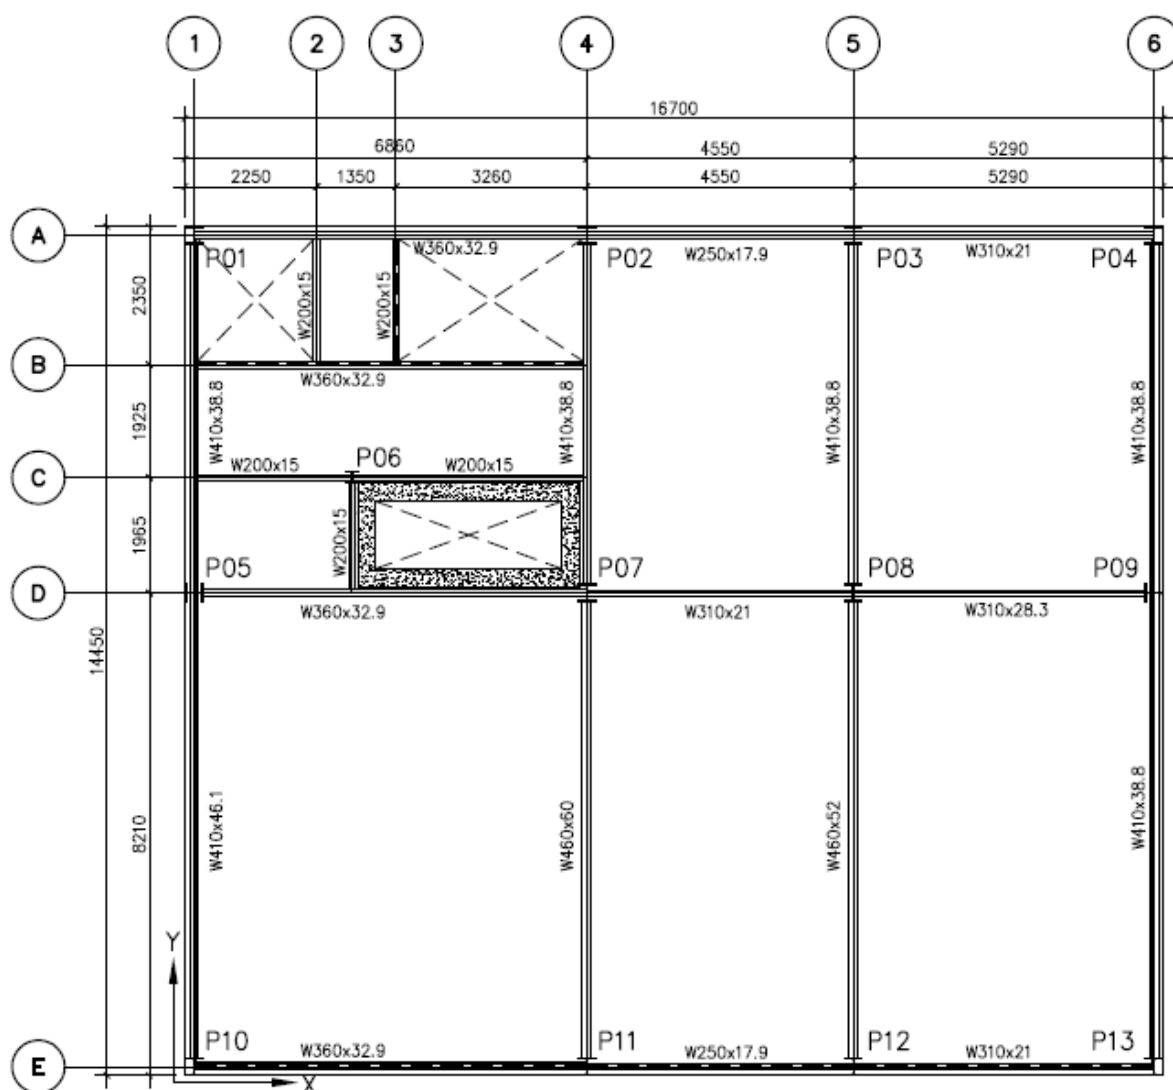 1 2 3 4 5 6
16700
6860 4550 5290
2250 1350 3260 4550 5290
A
P01 W360x32.9 P02 W250x17.9 P03 W310x21 P04
2350
W200x15 W200x15
B
W360x32.9
1925
W410x38.8 W410x38.8 W410x38.8 W410x38.8
P06
C
W200x15 W200x15
1965
W200x15
P05 P07 P08 P09
D
W360x32.9 W310x21 W310x28.3
14450
8210
W410x46.1 W460x60 W460x52 W410x38.8
Y
P10 P11 P12 P13
E
W360x32.9 W250x17.9 W310x21
X